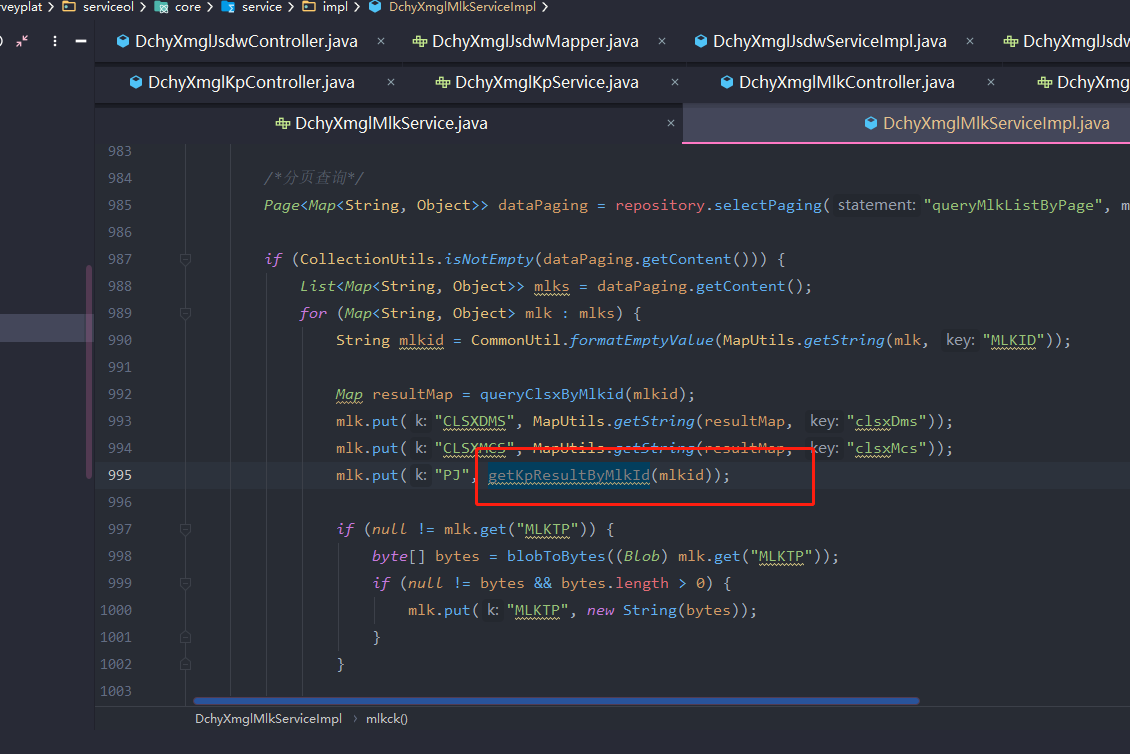 veyplat > serviceol > core > service > impl > DchyXmglMlkServiceImpl >
DchyXmglJsdwController.java × DchyXmglJsdwMapper.java × DchyXmglJsdwServiceImpl.java × DchyXmglJsdw
DchyXmglKpController.java × DchyXmglKpService.java × DchyXmglMlkController.java × DchyXmg
DchyXmglMlkService.java × DchyXmglMlkServiceImpl.java
983
984 /*分页查询*/
985 Page<Map<String, Object>> dataPaging = repository.selectPaging( statement: "queryMlkListByPage", m
986
987 if (CollectionUtils.isNotEmpty(dataPaging.getContent())) {
988 List<Map<String, Object>> mlks = dataPaging.getContent();
989 for (Map<String, Object> mlk : mlks) {
990 String mlkid = CommonUtil.formatEmptyValue(MapUtils.getString(mlk, key: "MLKID"));
991
992 Map resultMap = queryClsxByMlkid(mlkid);
993 mlk.put( k: "CLSXDMS", MapUtils.getString(resultMap, key: "clsxDms"));
994 mlk.put( k: "CLSXMCS", MapUtils.getString(resultMap, key: "clsxMcs"));
995 mlk.put( k: "PJ", getKpResultByMlkId(mlkid));
996
997 if (null != mlk.get("MLKTP")) {
998 byte[] bytes = blobToBytes((Blob) mlk.get("MLKTP"));
999 if (null != bytes && bytes.length > 0) {
1000 mlk.put( k: "MLKTP", new String(bytes));
1001 }
1002 }
1003
DchyXmglMlkServiceImpl > mlkck()